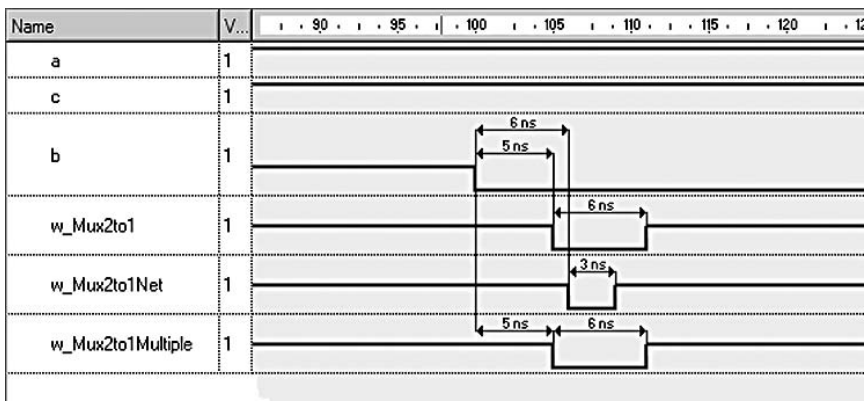 Name V... 90 95 100 105 110 115 120 12
a 1
c 1
6 ns
5 ns
b 1
6 ns
w_Mux2to1 1
3 ns
w_Mux2to1Net 1
5 ns 6 ns
w_Mux2to1Multiple 1